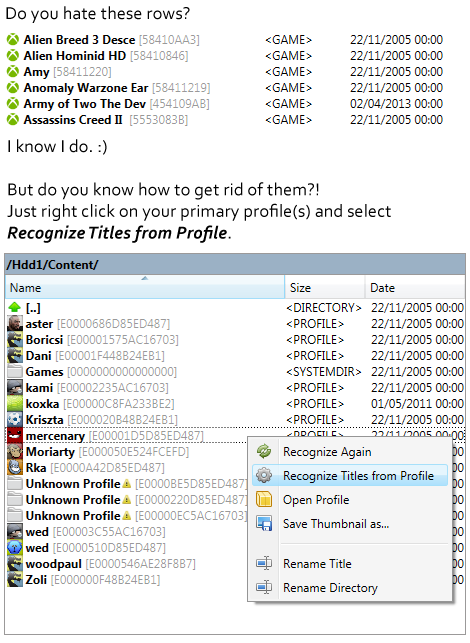 Do you hate these rows?
Alien Breed 3 Desce [58410AA3] <GAME> 22/11/2005 00:00
Alien Hominid HD [58410846] <GAME> 22/11/2005 00:00
Amy [58411220] <GAME> 22/11/2005 00:00
Anomaly Warzone Ear [58411219] <GAME> 22/11/2005 00:00
Army of Two The Dev [454109AB] <GAME> 02/04/2013 00:00
Assassins Creed II [5553083B] <GAME> 22/11/2005 00:00
I know I do. :)
But do you know how to get rid of them?!
Just right click on your primary profile(s) and select
Recognize Titles from Profile.
/Hdd1/Content/
Name Size Date
[..] <DIRECTORY> 22/11/2005 00:00
aster [E0000686D85ED487] <PROFILE> 22/11/2005 00:00
Boricsi [E00001575AC16703] <PROFILE> 22/11/2005 00:00
Dani [E00001F448B24EB1] <PROFILE> 22/11/2005 00:00
Games [0000000000000000] <SYSTEMDIR> 22/11/2005 00:00
kami [E00002235AC16703] <PROFILE> 22/11/2005 00:00
koxka [E00000C8FA233BE2] <PROFILE> 01/05/2011 00:00
Kriszta [E000020B48B24EB1] <PROFILE> 22/11/2005 00:00
mercenary [E00001D5D85ED487] <PROFILE> 22/11/2005 00:00
Moriarty [E000050E524FCEFD]
Rka [E0000A42D85ED487]
Unknown Profile [E0000BE5D85ED487]
Unknown Profile [E0000220D85ED487]
Unknown Profile [E00000EC5AC16703]
wed [E0003C55AC16703]
wed [E0000510D85ED487]
woodpaul [E0000546AE28F8B7]
Zoli [E000000F48B24EB1]
Recognize Again
Recognize Titles from Profile
Open Profile
Save Thumbnail as...
Rename Title
Rename Directory